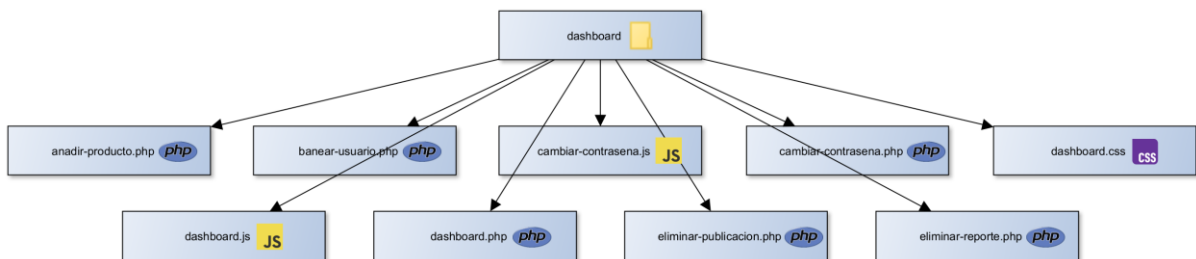 dashboard
anadir-producto.php php
banear-usuario.php php
cambiar-contrasena.js JS
cambiar-contrasena.php php
dashboard.css CSS
dashboard.js JS
dashboard.php php
eliminar-publicacion.php php
eliminar-reporte.php php